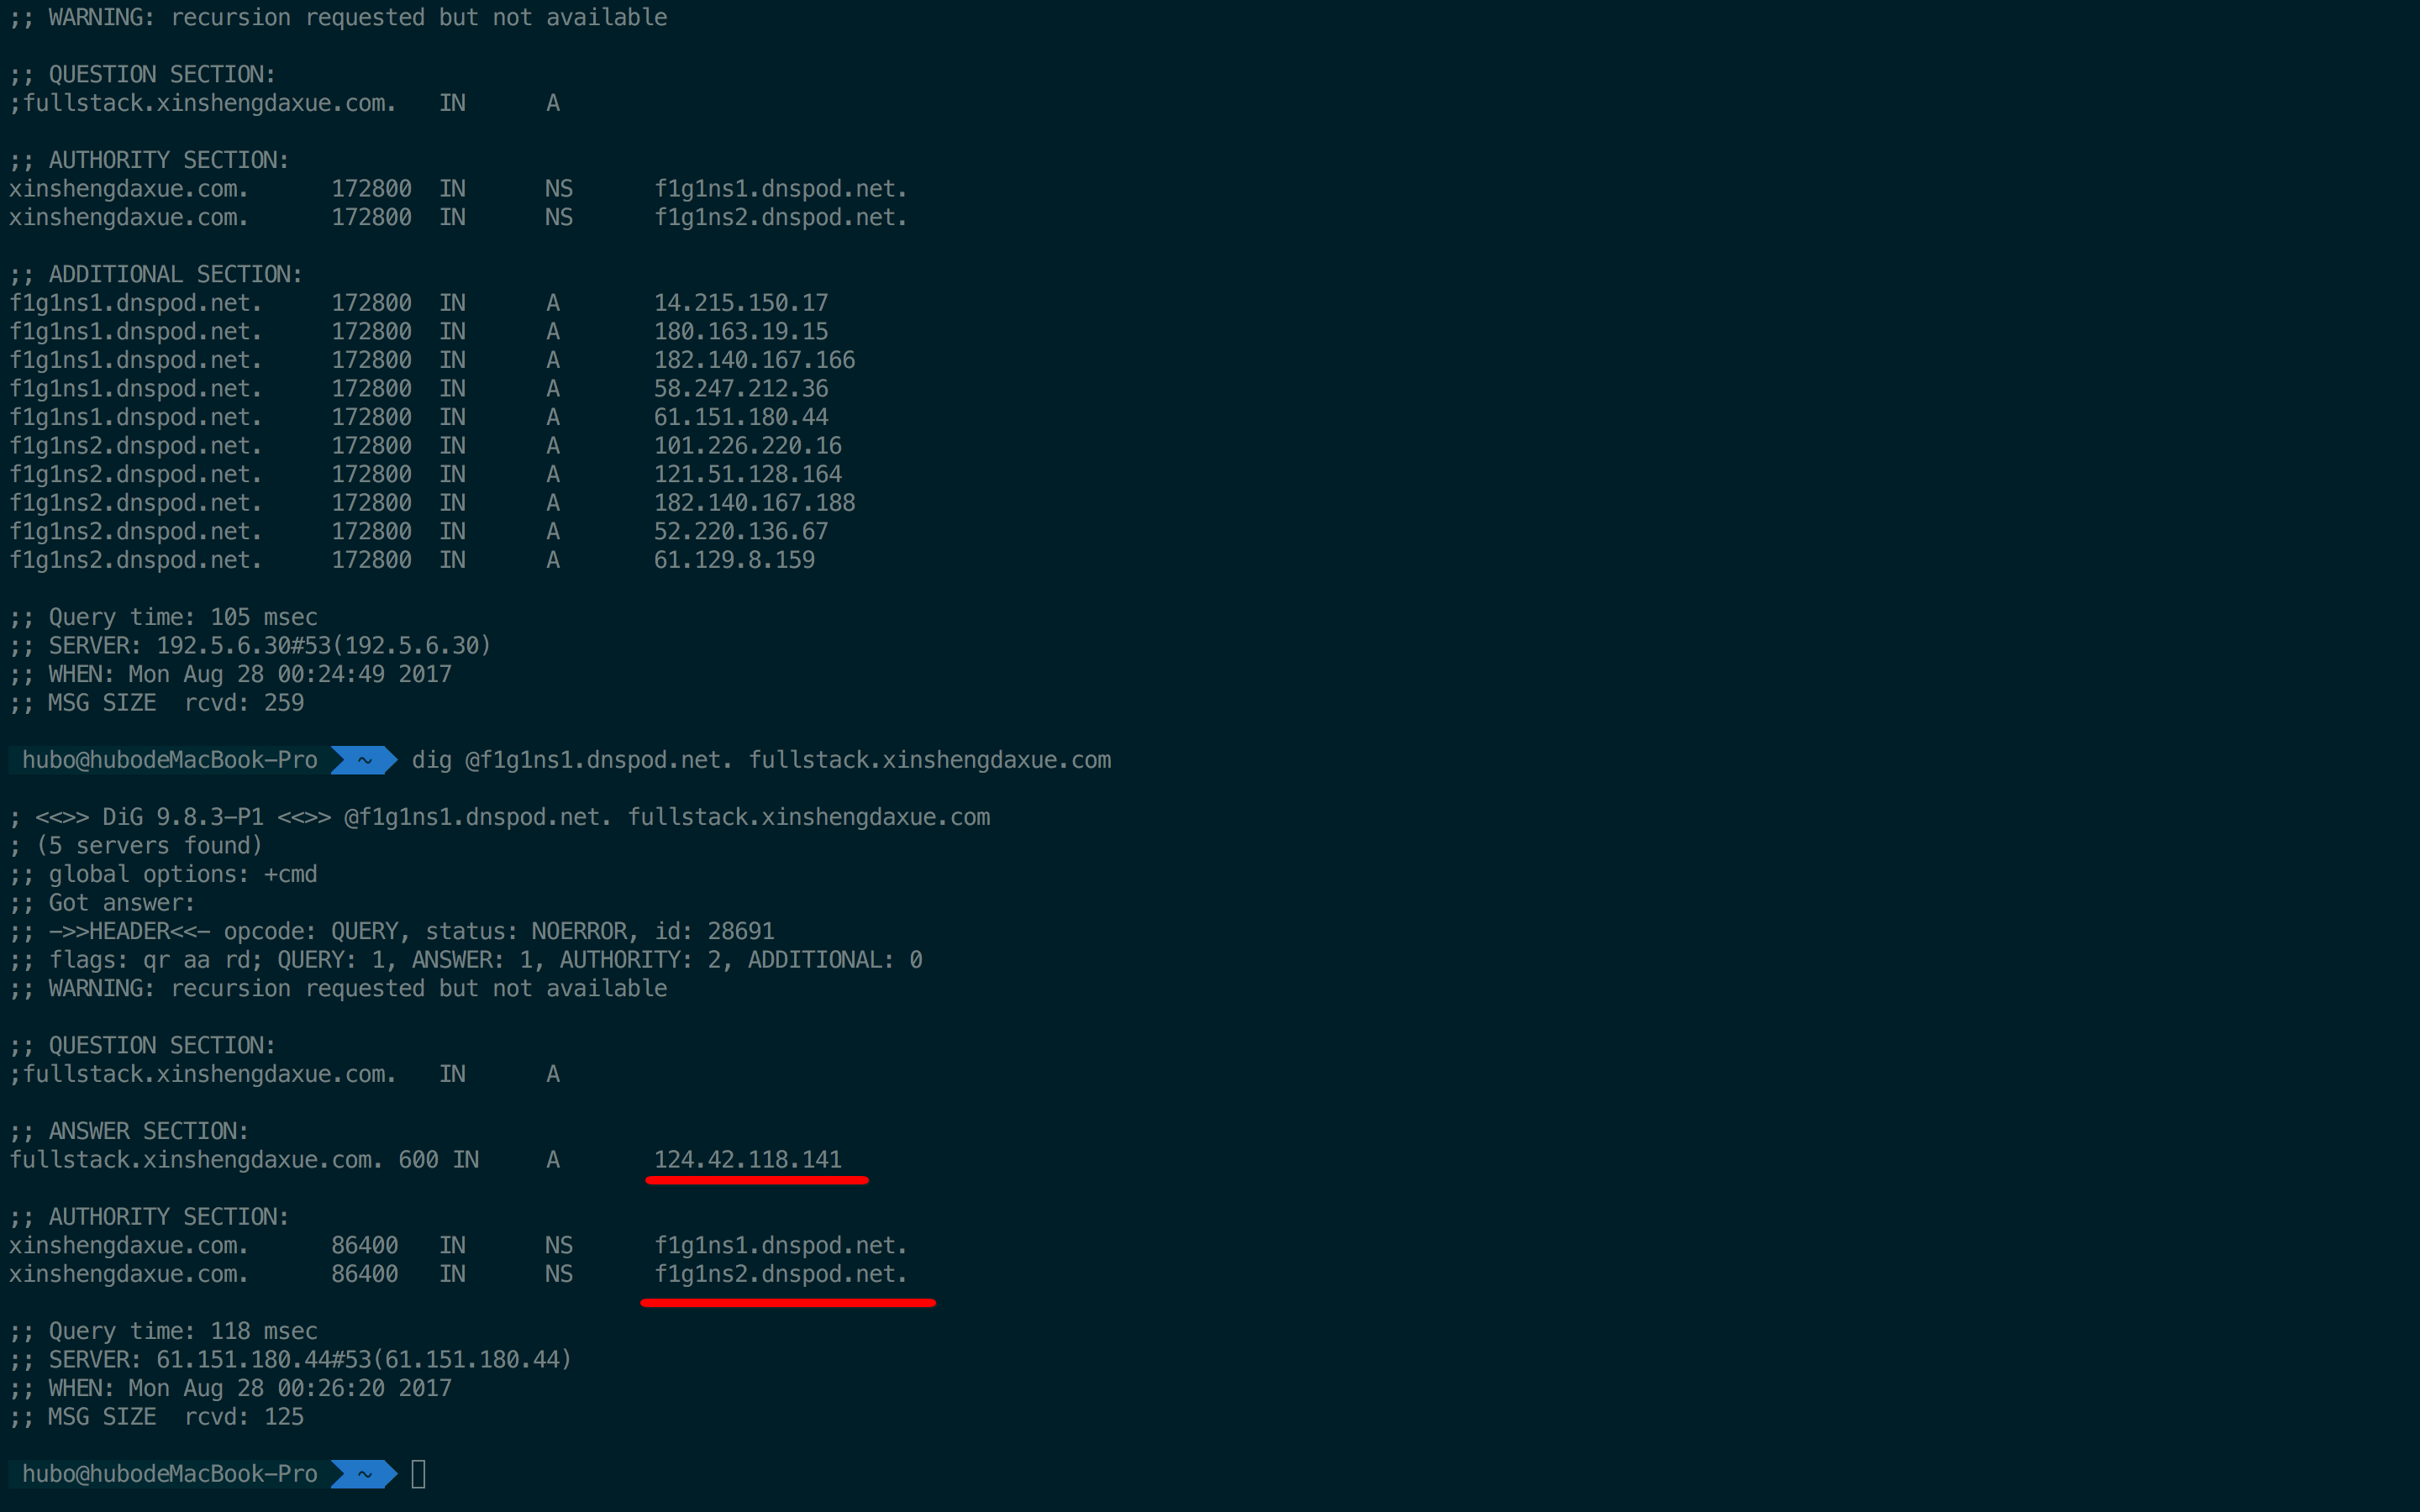 ;; WARNING: recursion requested but not available
;; QUESTION SECTION:
;fullstack.xinshengdaxue.com. IN A
;; AUTHORITY SECTION:
xinshengdaxue.com. 172800 IN NS f1g1ns1.dnspod.net.
xinshengdaxue.com. 172800 IN NS f1g1ns2.dnspod.net.
;; ADDITIONAL SECTION:
f1g1ns1.dnspod.net. 172800 IN A 14.215.150.17
f1g1ns1.dnspod.net. 172800 IN A 180.163.19.15
f1g1ns1.dnspod.net. 172800 IN A 182.140.167.166
f1g1ns1.dnspod.net. 172800 IN A 58.247.212.36
f1g1ns1.dnspod.net. 172800 IN A 61.151.180.44
f1g1ns2.dnspod.net. 172800 IN A 101.226.220.16
f1g1ns2.dnspod.net. 172800 IN A 121.51.128.164
f1g1ns2.dnspod.net. 172800 IN A 182.140.167.188
f1g1ns2.dnspod.net. 172800 IN A 52.220.136.67
f1g1ns2.dnspod.net. 172800 IN A 61.129.8.159
;; Query time: 105 msec
;; SERVER: 192.5.6.30#53(192.5.6.30)
;; WHEN: Mon Aug 28 00:24:49 2017
;; MSG SIZE  rcvd: 259
hubo@hubodeMacBook-Pro ~ dig @f1g1ns1.dnspod.net. fullstack.xinshengdaxue.com
; <<>> DiG 9.8.3-P1 <<>> @f1g1ns1.dnspod.net. fullstack.xinshengdaxue.com
; (5 servers found)
;; global options: +cmd
;; Got answer:
;; ->>HEADER<<- opcode: QUERY, status: NOERROR, id: 28691
;; flags: qr aa rd; QUERY: 1, ANSWER: 1, AUTHORITY: 2, ADDITIONAL: 0
;; WARNING: recursion requested but not available
;; QUESTION SECTION:
;fullstack.xinshengdaxue.com. IN A
;; ANSWER SECTION:
fullstack.xinshengdaxue.com. 600 IN A 124.42.118.141
;; AUTHORITY SECTION:
xinshengdaxue.com. 86400 IN NS f1g1ns1.dnspod.net.
xinshengdaxue.com. 86400 IN NS f1g1ns2.dnspod.net.
;; Query time: 118 msec
;; SERVER: 61.151.180.44#53(61.151.180.44)
;; WHEN: Mon Aug 28 00:26:20 2017
;; MSG SIZE  rcvd: 125
hubo@hubodeMacBook-Pro ~